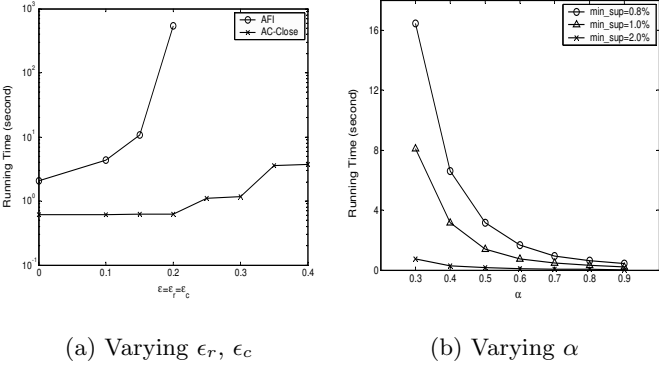 AFI
AC-Close
Running Time (second)
10^3
10^2
10^1
10^0
10^-1
0 0.1 0.2 0.3 0.4
ε=ε_r=ε_c
(a) Varying ϵ_r, ϵ_c
min_sup=0.8%
min_sup=1.0%
min_sup=2.0%
Running Time (second)
16
12
8
4
0
0.3 0.4 0.5 0.6 0.7 0.8 0.9
α
(b) Varying α